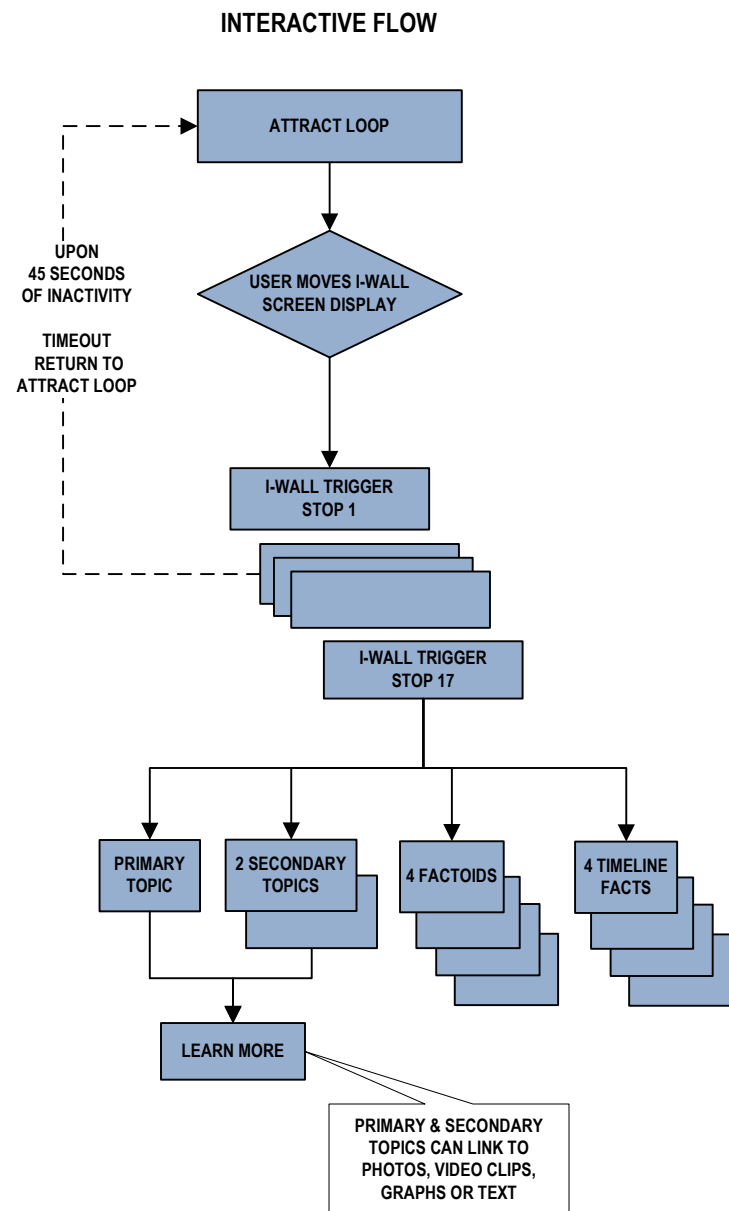 INTERACTIVE FLOW
ATTRACT LOOP
UPON
45 SECONDS
OF INACTIVITY
USER MOVES I-WALL
SCREEN DISPLAY
TIMEOUT
RETURN TO
ATTRACT LOOP
I-WALL TRIGGER
STOP 1
I-WALL TRIGGER
STOP 17
PRIMARY
TOPIC
2 SECONDARY
TOPICS
4 FACTOIDS
4 TIMELINE
FACTS
LEARN MORE
PRIMARY & SECONDARY
TOPICS CAN LINK TO
PHOTOS, VIDEO CLIPS,
GRAPHS OR TEXT